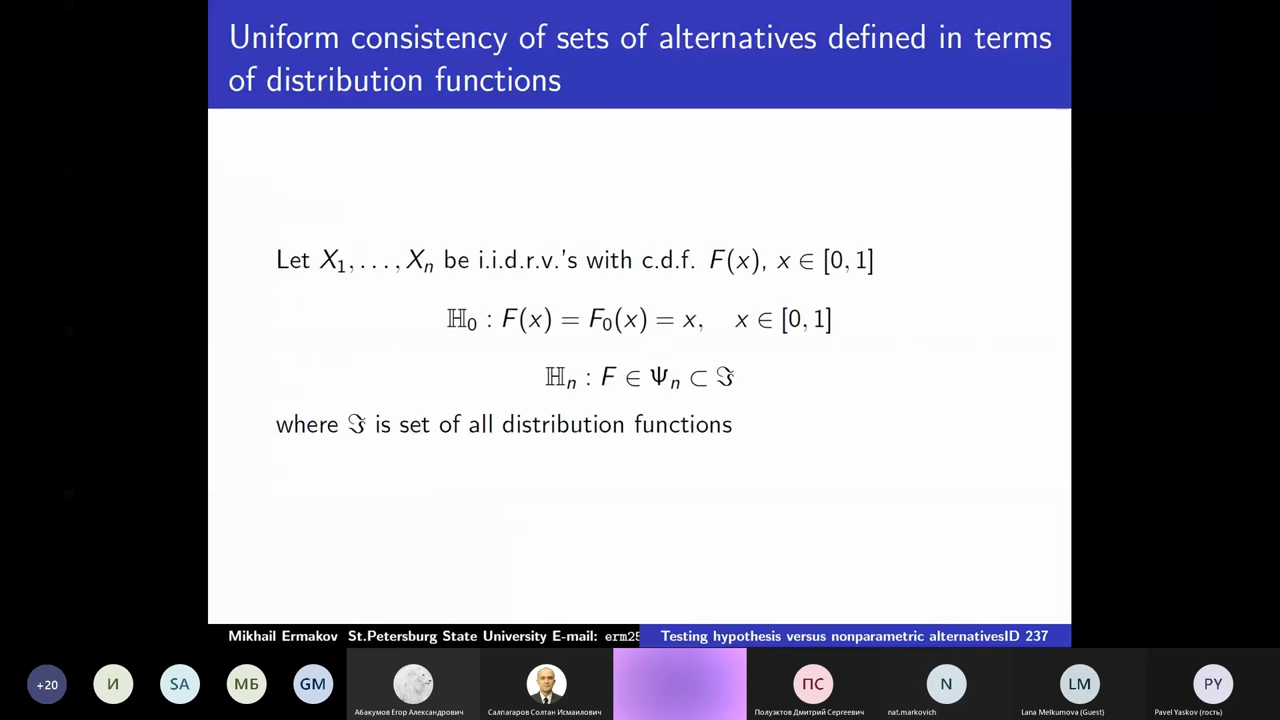 Uniform consistency of sets of alternatives defined in terms
of distribution functions
Let X₁, . . . , Xₙ be i.i.d.r.v.'s with c.d.f. F(x), x ∈ [0, 1]
ℍ₀ : F(x) = F₀(x) = x, x ∈ [0, 1]
ℍₙ : F ∈ Ψₙ ⊂ ℑ
where ℑ is set of all distribution functions
Mikhail Ermakov St.Petersburg State University E-mail: erm25
Testing hypothesis versus nonparametric alternativesID 237
+20
И
SA
МБ
GM
ПС
N
LM
PY
Абакумов Егор Александрович
Салпагаров Солтан Исмаилович
Полуэктов Дмитрий Сергеевич
nat.markovich
Lana Melkumova (Guest)
Pavel Yaskov (гость)